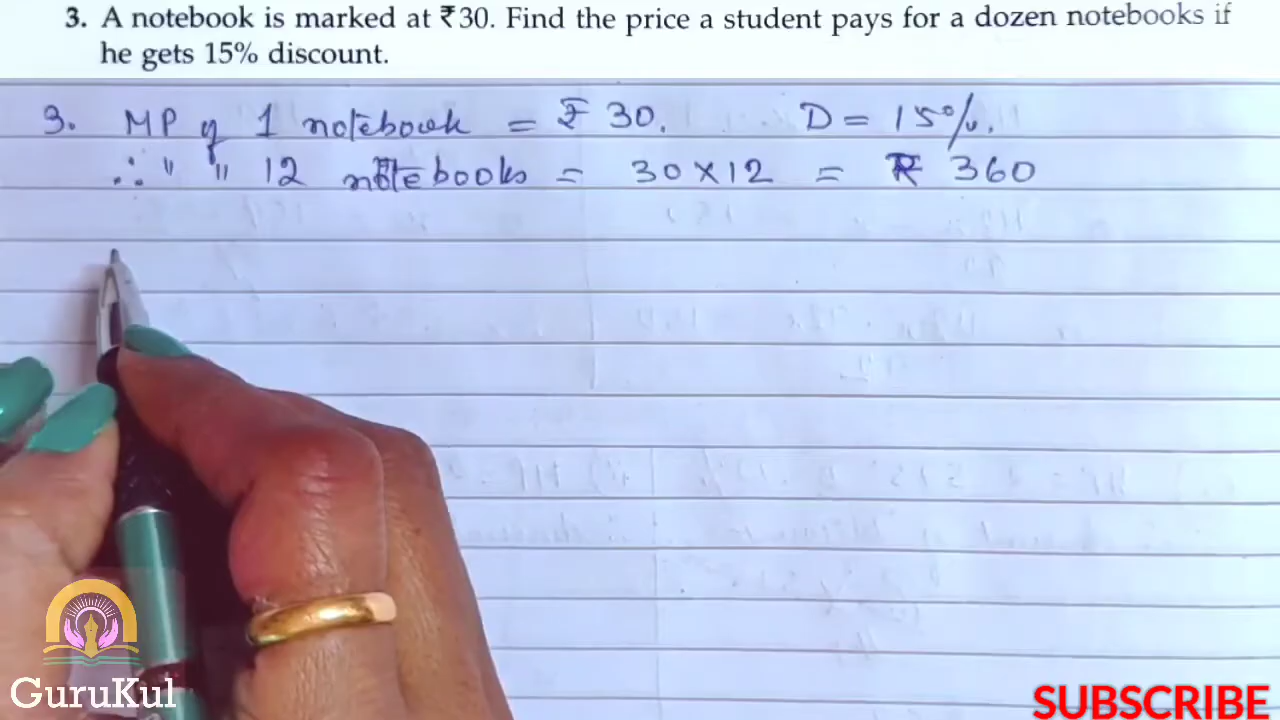 3. A notebook is marked at ₹30. Find the price a student pays for a dozen notebooks if
he gets 15% discount.
3. MP of 1 notebook = ₹ 30. D = 15%.
∴ " " 12 notebooks = 30 × 12 = ₹ 360
GuruKul
SUBSCRIBE